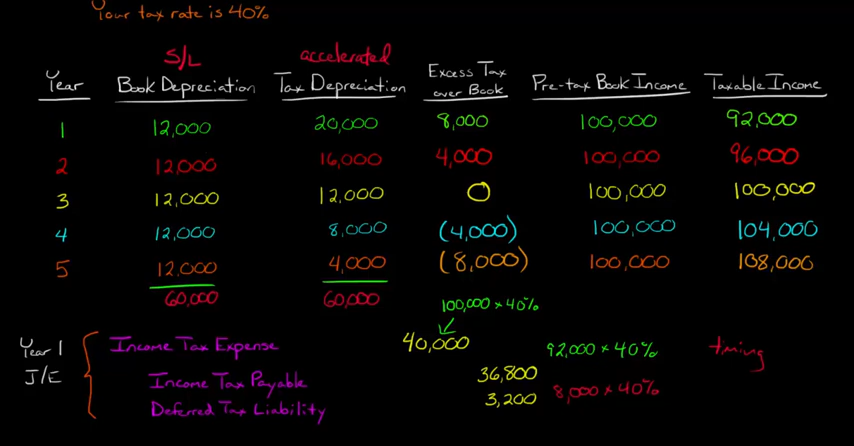 Your tax rate is 40%
S/L accelerated
Year Book Depreciation Tax Depreciation Excess Tax over Book Pre-tax Book Income Taxable Income
1 12,000 20,000 8,000 100,000 92,000
2 12,000 16,000 4,000 100,000 96,000
3 12,000 12,000 0 100,000 100,000
4 12,000 8,000 (4,000) 100,000 104,000
5 12,000 4,000 (8,000) 100,000 108,000
60,000 60,000
100,000 × 40%
Year 1 J/E
Income Tax Expense 40,000
92,000 × 40% timing
Income Tax Payable 36,800
Deferred Tax Liability 3,200 8,000 × 40%